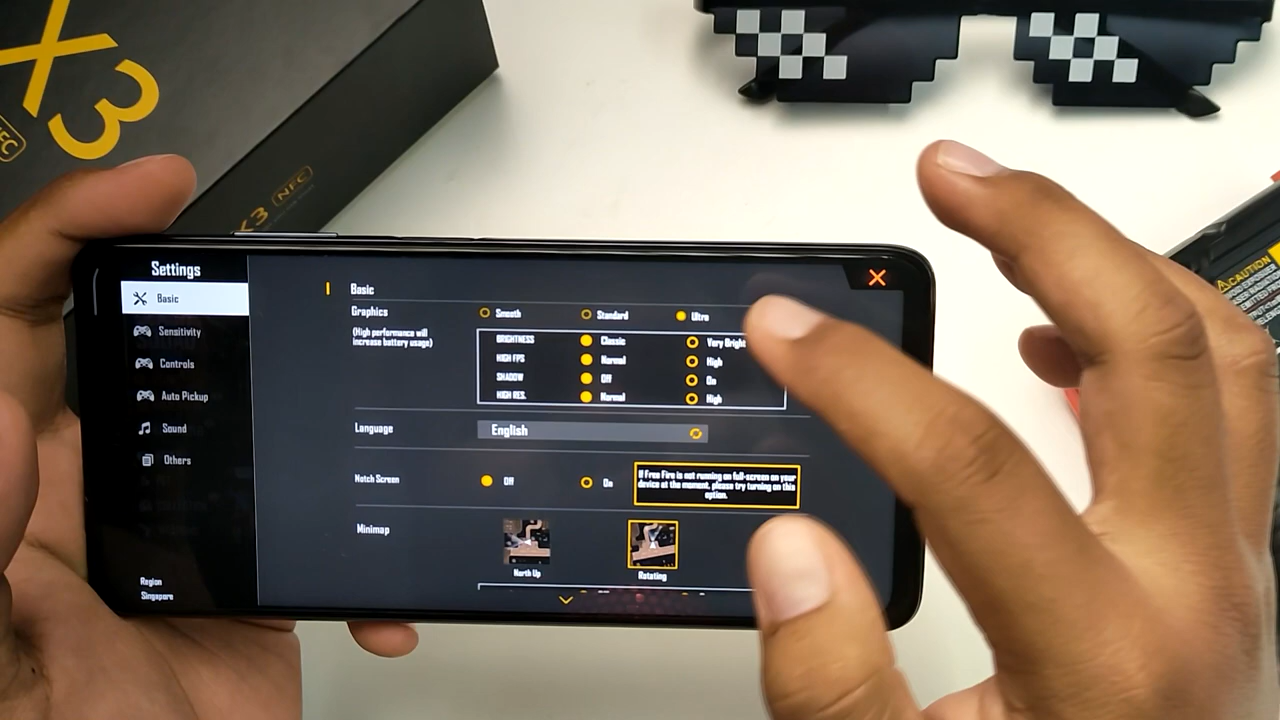 X3
NFC
X3 NFC
CAUTION
Settings
Basic
Sensitivity
Controls
Auto Pickup
Sound
Others
Region
Singapore
Basic
Graphics
(High performance will
increase battery usage)
Smooth Standard Ultra
BRIGHTNESS Classic Very Bright
HIGH FPS Normal High
SHADOW Off On
HIGH RES. Normal High
Language English
Notch Screen Off On
If Free Fire is not running on full-screen on your
device at the moment, please try turning on this
option.
Minimap
North Up Rotating